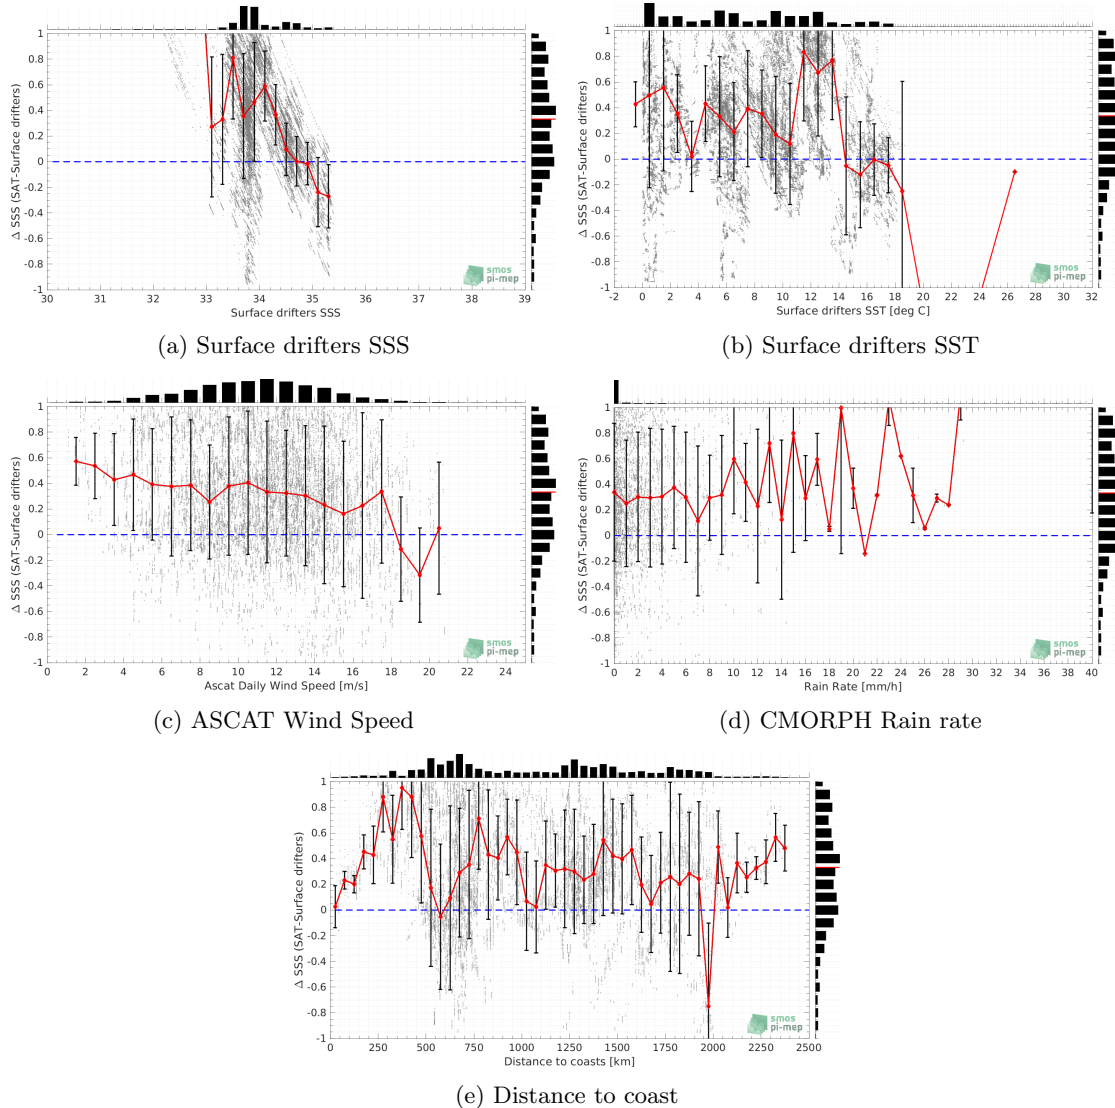 1
0.8
0.6
0.4
0.2
0
-0.2
-0.4
-0.6
-0.8
-1
Δ SSS (SAT-Surface drifters)
30 31 32 33 34 35 36 37 38 39
Surface drifters SSS
smos
pi-mep
(a) Surface drifters SSS
1
0.8
0.6
0.4
0.2
0
-0.2
-0.4
-0.6
-0.8
-1
Δ SSS (SAT-Surface drifters)
-2 0 2 4 6 8 10 12 14 16 18 20 22 24 26 28 30 32
Surface drifters SST [deg C]
smos
pi-mep
(b) Surface drifters SST
1
0.8
0.6
0.4
0.2
0
-0.2
-0.4
-0.6
-0.8
-1
Δ SSS (SAT-Surface drifters)
0 2 4 6 8 10 12 14 16 18 20 22 24
Ascat Daily Wind Speed [m/s]
smos
pi-mep
(c) ASCAT Wind Speed
1
0.8
0.6
0.4
0.2
0
-0.2
-0.4
-0.6
-0.8
-1
Δ SSS (SAT-Surface drifters)
0 2 4 6 8 10 12 14 16 18 20 22 24 26 28 30 32 34 36 38 40
Rain Rate [mm/h]
smos
pi-mep
(d) CMORPH Rain rate
1
0.8
0.6
0.4
0.2
0
-0.2
-0.4
-0.6
-0.8
-1
Δ SSS (SAT-Surface drifters)
0 250 500 750 1000 1250 1500 1750 2000 2250 2500
Distance to coasts [km]
smos
pi-mep
(e) Distance to coast